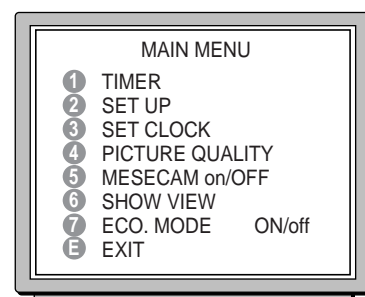 MAIN MENU
1 TIMER
2 SET UP
3 SET CLOCK
4 PICTURE QUALITY
5 MESECAM on/OFF
6 SHOW VIEW
7 ECO. MODE ON/off
E EXIT